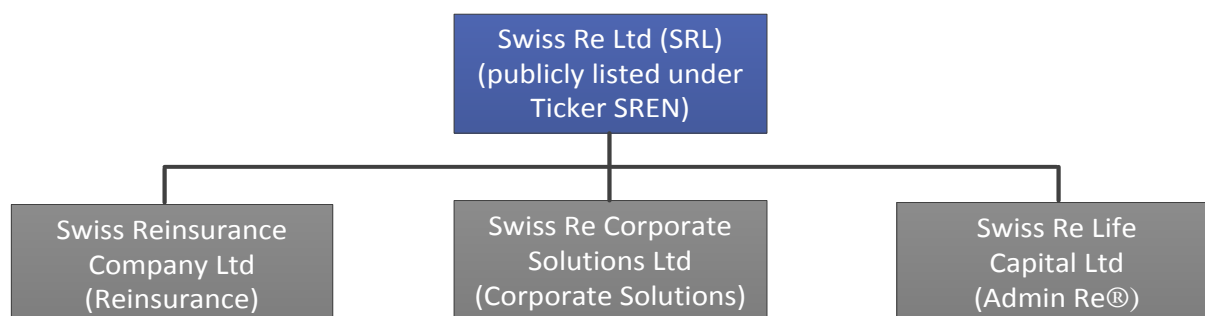 Swiss Re Ltd (SRL)
(publicly listed under
Ticker SREN)
Swiss Reinsurance
Company Ltd
(Reinsurance)
Swiss Re Corporate
Solutions Ltd
(Corporate Solutions)
Swiss Re Life
Capital Ltd
(Admin Re®)